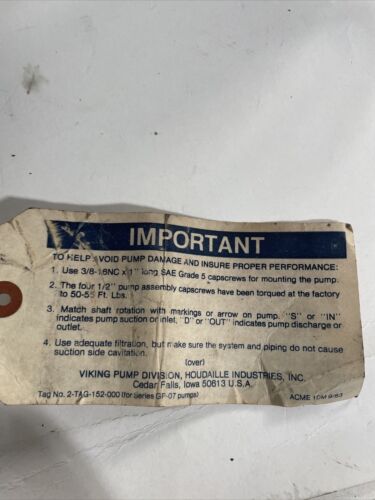 IMPORTANT
TO HELP AVOID PUMP DAMAGE AND INSURE PROPER PERFORMANCE:
1. Use 3/8-16NC x 1" long SAE Grade 5 capscrews for mounting the pump.
2. The four 1/2" pump assembly capscrews have been torqued at the factory
to 50-55 Ft. Lbs.
3. Match shaft rotation with markings or arrow on pump. "S" or "IN"
indicates pump suction or inlet, "D" or "OUT" indicates pump discharge or
outlet.
4. Use adequate filtration, but make sure the system and piping do not cause
suction side cavitation.
(over)
VIKING PUMP DIVISION, HOUDAILLE INDUSTRIES, INC.
Cedar Falls, Iowa 50613 U.S.A.
Tag No. 2-TAG-152-000 (for Series GP-07 pumps)
ACME 10M 9/83